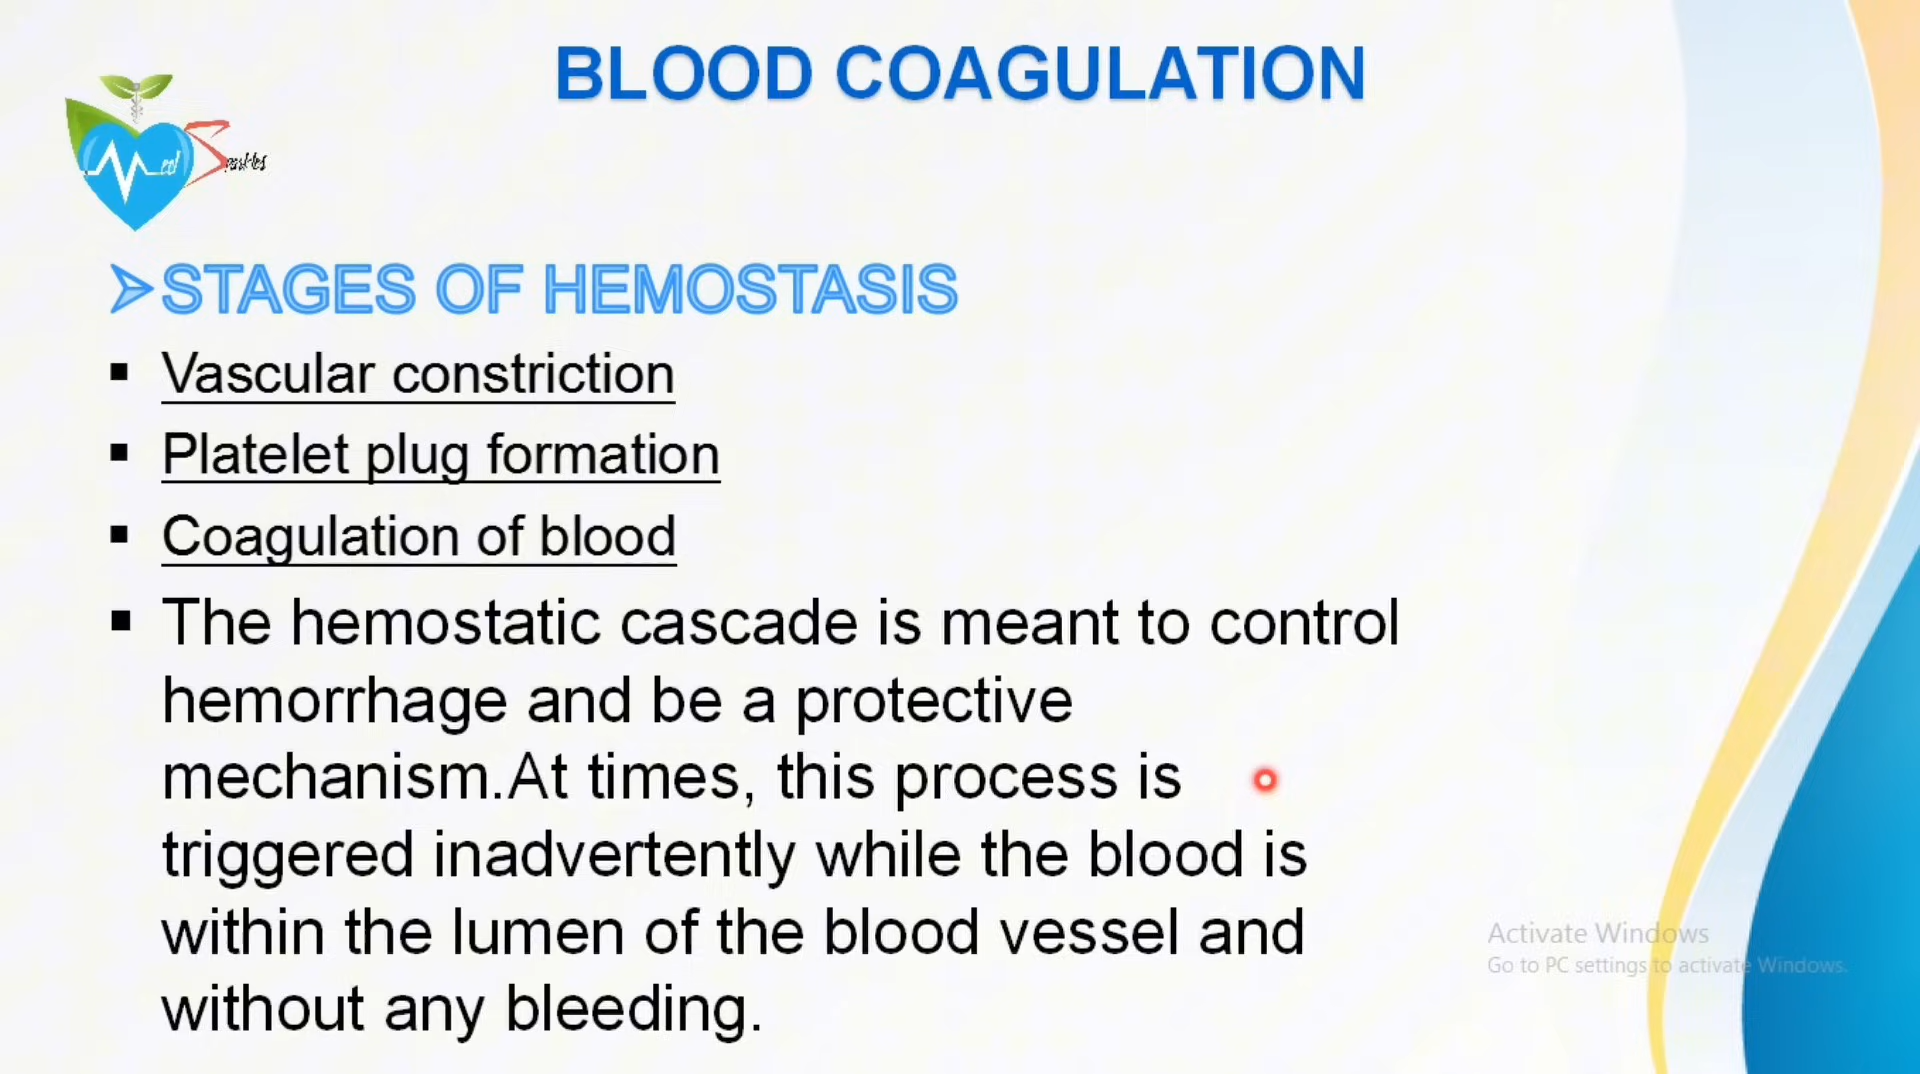 BLOOD COAGULATION
ed Sparkles
STAGES OF HEMOSTASIS
Vascular constriction
Platelet plug formation
Coagulation of blood
The hemostatic cascade is meant to control
hemorrhage and be a protective
mechanism.At times, this process is
triggered inadvertently while the blood is
within the lumen of the blood vessel and
without any bleeding.
Activate Windows
Go to PC settings to activate Windows.